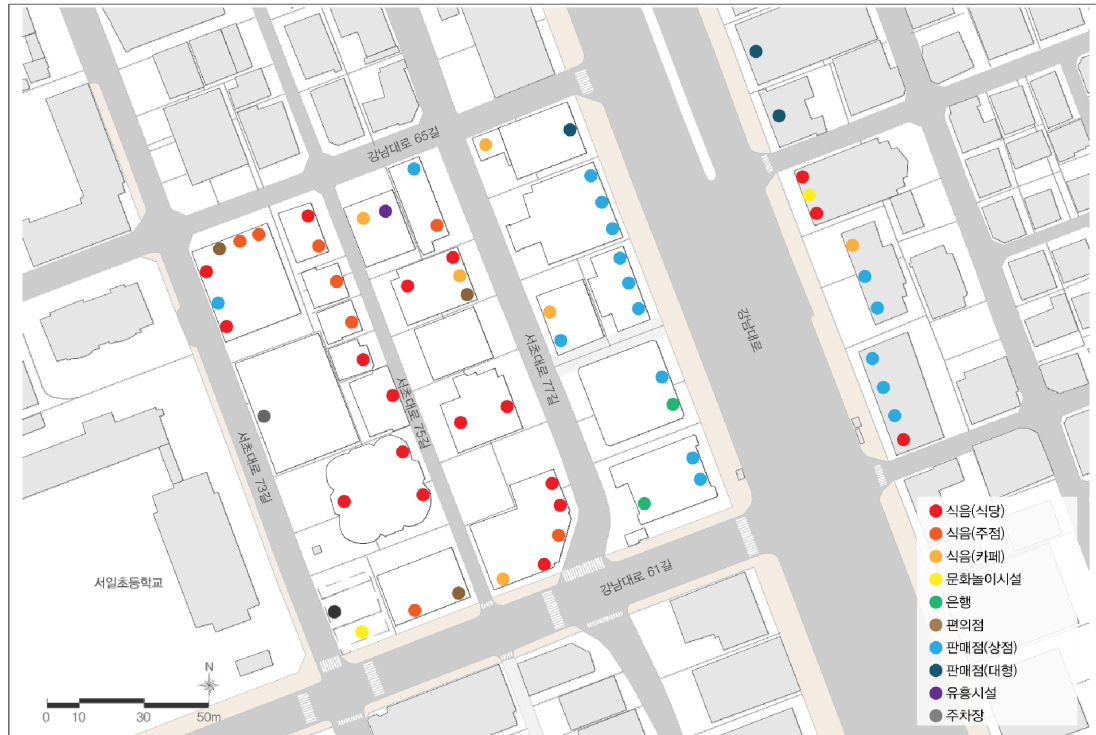 강남대로 65길
강남대로
서초대로 77길
서초대로 75길
서초대로 73길
강남대로 61길
서일초등학교
N
0 10 30 50m
식음(식당)
식음(주점)
식음(카페)
문화놀이시설
은행
편의점
판매점(상점)
판매점(대형)
유흥시설
주차장